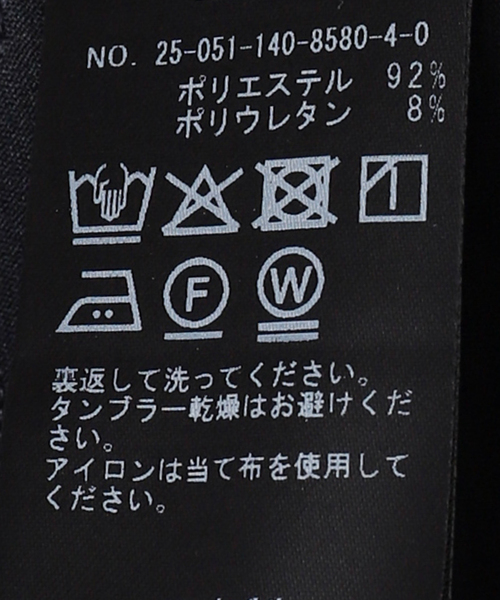 NO. 25-051-140-8580-4-0
ポリエステル 92%
ポリウレタン 8%
F W
裏返して洗ってください。
タンブラー乾燥はお避けくだ
さい。
アイロンは当て布を使用して
ください。